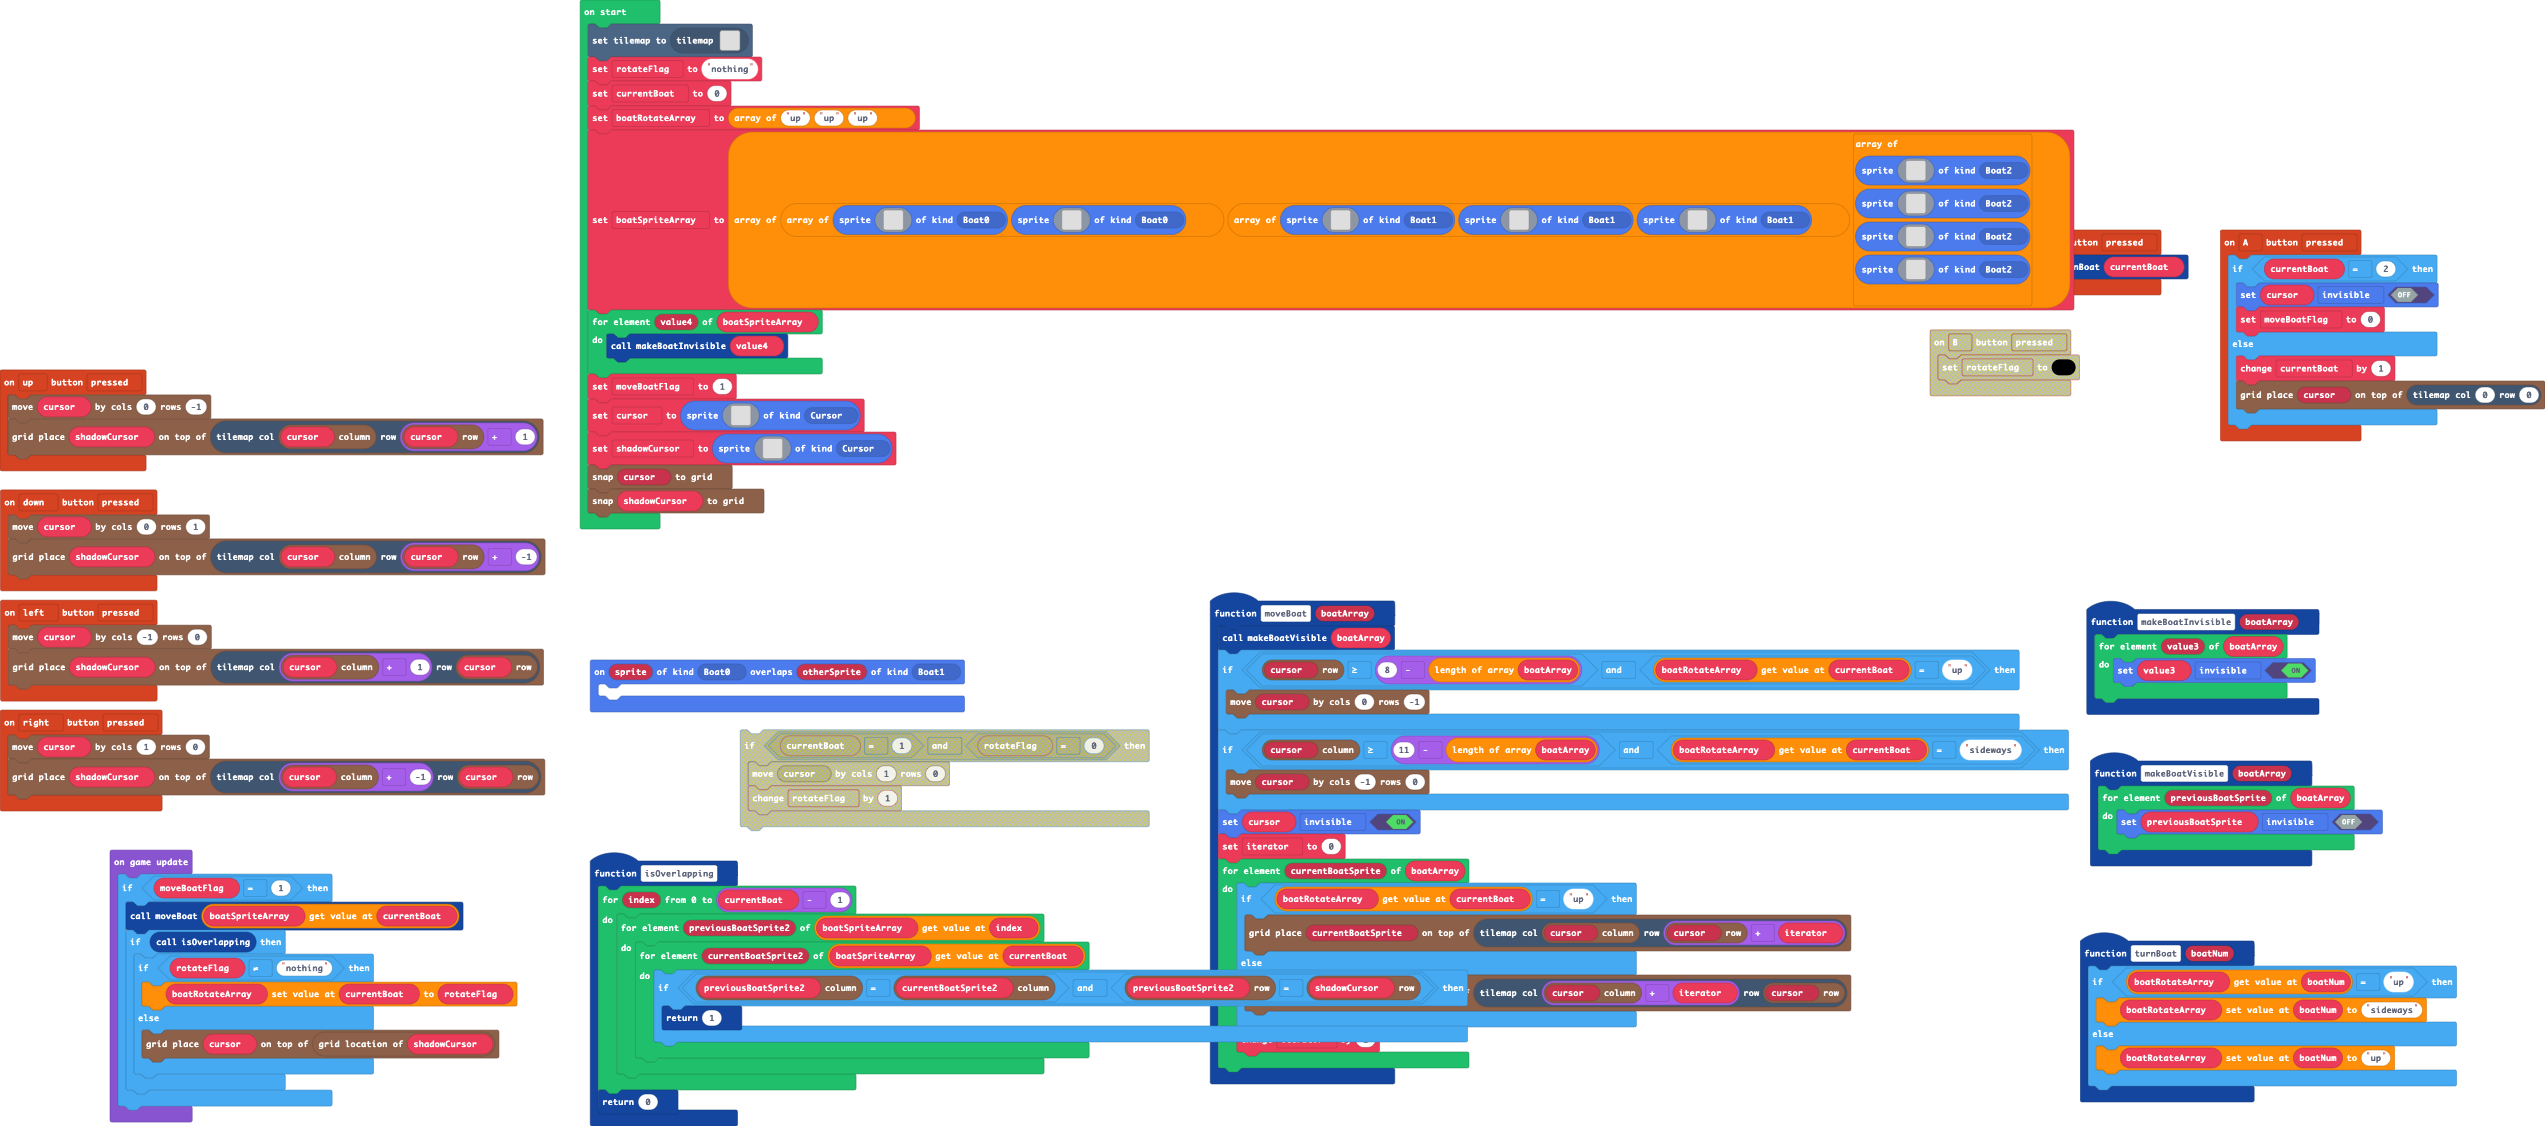 on start
set tilemap to tilemap
set rotateFlag to "nothing"
set currentBoat to 0
set boatRotateArray to array of "up" "up" "up"
set boatSpriteArray to array of array of sprite of kind Boat0 sprite of kind Boat0 array of sprite of kind Boat1 sprite of kind Boat1 sprite of kind Boat1
array of
sprite of kind Boat2
sprite of kind Boat2
sprite of kind Boat2
sprite of kind Boat2
for element value4 of boatSpriteArray
do call makeBoatInvisible value4
set moveBoatFlag to 1
set cursor to sprite of kind Cursor
set shadowCursor to sprite of kind Cursor
snap cursor to grid
snap shadowCursor to grid
button pressed
currentBoat
on A button pressed
if currentBoat = 2 then
set cursor invisible OFF
set moveBoatFlag to 0
else
change currentBoat by 1
grid place cursor on top of tilemap col 0 row 0
on B button pressed
set rotateFlag to
on up button pressed
move cursor by cols 0 rows -1
grid place shadowCursor on top of tilemap col cursor column row cursor row + 1
on down button pressed
move cursor by cols 0 rows 1
grid place shadowCursor on top of tilemap col cursor column row cursor row + -1
on left button pressed
move cursor by cols -1 rows 0
grid place shadowCursor on top of tilemap col cursor column + 1 row cursor row
on right button pressed
move cursor by cols 1 rows 0
grid place shadowCursor on top of tilemap col cursor column + -1 row cursor row
on game update
if moveBoatFlag = 1 then
call moveBoat boatSpriteArray get value at currentBoat
if call isOverlapping then
if rotateFlag ≠ "nothing" then
boatRotateArray set value at currentBoat to rotateFlag
else
grid place cursor on top of grid location of shadowCursor
on sprite of kind Boat0 overlaps otherSprite of kind Boat1
if currentBoat = 1 and rotateFlag = 0 then
move cursor by cols 1 rows 0
change rotateFlag by 1
function isOverlapping
for index from 0 to currentBoat - 1
do for element previousBoatSprite2 of boatSpriteArray get value at index
do for element currentBoatSprite2 of boatSpriteArray get value at currentBoat
do if previousBoatSprite2 column = currentBoatSprite2 column and previousBoatSprite2 row = shadowCursor row then
return 1
return 0
function moveBoat boatArray
call makeBoatVisible boatArray
if cursor row ≥ 8 - length of array boatArray and boatRotateArray get value at currentBoat = "up" then
move cursor by cols 0 rows -1
if cursor column ≥ 11 - length of array boatArray and boatRotateArray get value at currentBoat = "sideways" then
move cursor by cols -1 rows 0
set cursor invisible ON
set iterator to 0
for element currentBoatSprite of boatArray
do if boatRotateArray get value at currentBoat = "up" then
grid place currentBoatSprite on top of tilemap col cursor column row cursor row + iterator
else
tilemap col cursor column + iterator row cursor row
function makeBoatInvisible boatArray
for element value3 of boatArray
do set value3 invisible ON
function makeBoatVisible boatArray
for element previousBoatSprite of boatArray
do set previousBoatSprite invisible OFF
function turnBoat boatNum
if boatRotateArray get value at boatNum = "up" then
boatRotateArray set value at boatNum to "sideways"
else
boatRotateArray set value at boatNum to "up"